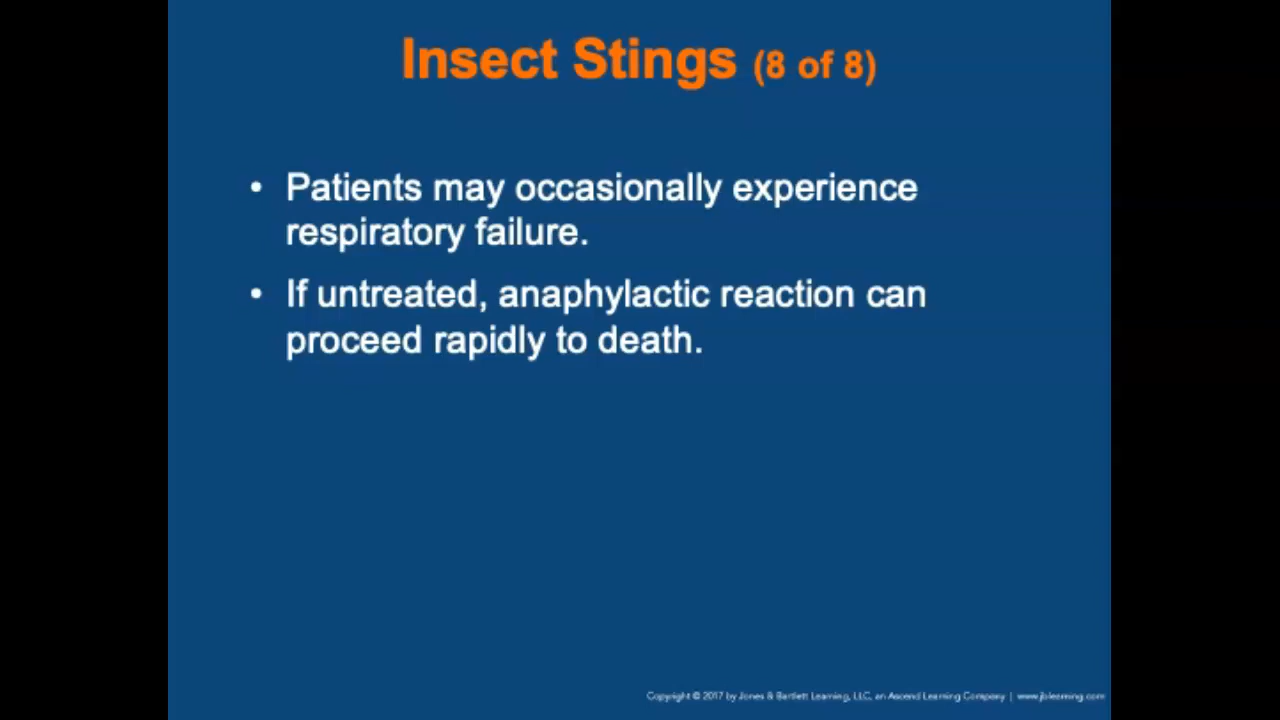 Insect Stings (8 of 8)
• Patients may occasionally experience
respiratory failure.
• If untreated, anaphylactic reaction can
proceed rapidly to death.
Copyright © 2017 by Jones & Bartlett Learning, LLC, an Ascend Learning Company | www.jblearning.com